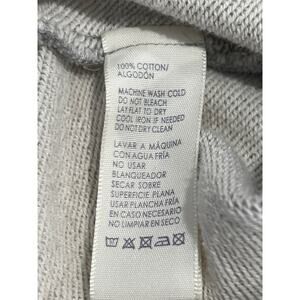 100% COTTON/
ALGODÓN
MACHINE WASH COLD
DO NOT BLEACH
LAY FLAT TO DRY
COOL IRON IF NEEDED
DO NOT DRY CLEAN
LAVAR A MÁQUINA
CON AGUA FRÍA
NO USAR
BLANQUEADOR
SECAR SOBRE
SUPERFICIE PLANA
USAR PLANCHA FRÍA
EN CASO NECESARIO
NO LIMPIAR EN SECO